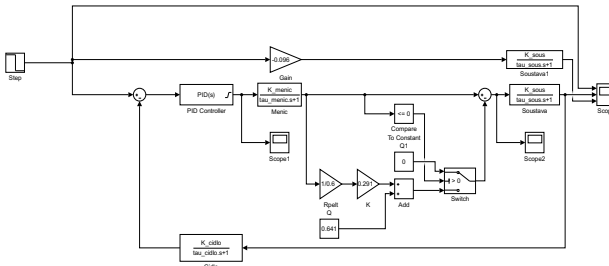 -0.096
Gain
K_sous
tau_sous.s+1
Soustava1
Step
PID(s)
PID Controller
K_menic
tau_menic.s+1
Menic
Scope1
<= 0
Compare
To Constant
Q1
K_sous
tau_sous.s+1
Soustava
Scope2
0
> 0
Switch
1/0.6
Rpelt
Q
0.291
K
Add
0.641
K_cidlo
tau_cidlo.s+1